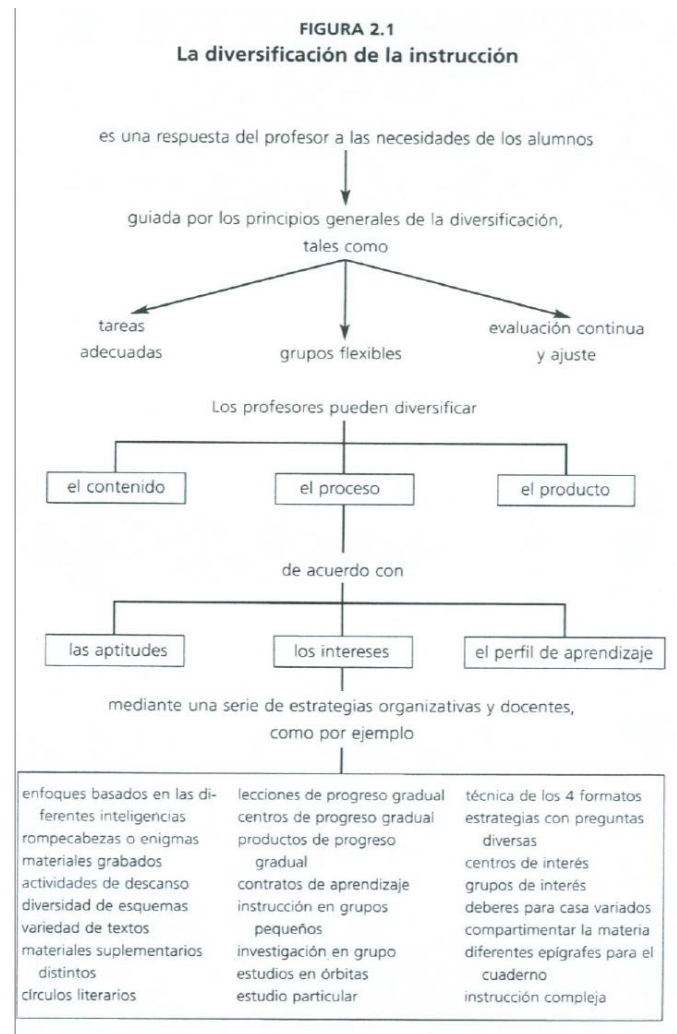 FIGURA 2.1
La diversificación de la instrucción
es una respuesta del profesor a las necesidades de los alumnos
guiada por los principios generales de la diversificación,
tales como
tareas
adecuadas
grupos flexibles
evaluación continua
y ajuste
Los profesores pueden diversificar
el contenido
el proceso
el producto
de acuerdo con
las aptitudes
los intereses
el perfil de aprendizaje
mediante una serie de estrategias organizativas y docentes,
como por ejemplo
enfoques basados en las di-
ferentes inteligencias
rompecabezas o enigmas
materiales grabados
actividades de descanso
diversidad de esquemas
variedad de textos
materiales suplementarios
distintos
círculos literarios
lecciones de progreso gradual
centros de progreso gradual
productos de progreso
gradual
contratos de aprendizaje
instrucción en grupos
pequeños
investigación en grupo
estudios en órbitas
estudio particular
técnica de los 4 formatos
estrategias con preguntas
diversas
centros de interés
grupos de interés
deberes para casa variados
compartimentar la materia
diferentes epígrafes para el
cuaderno
instrucción compleja